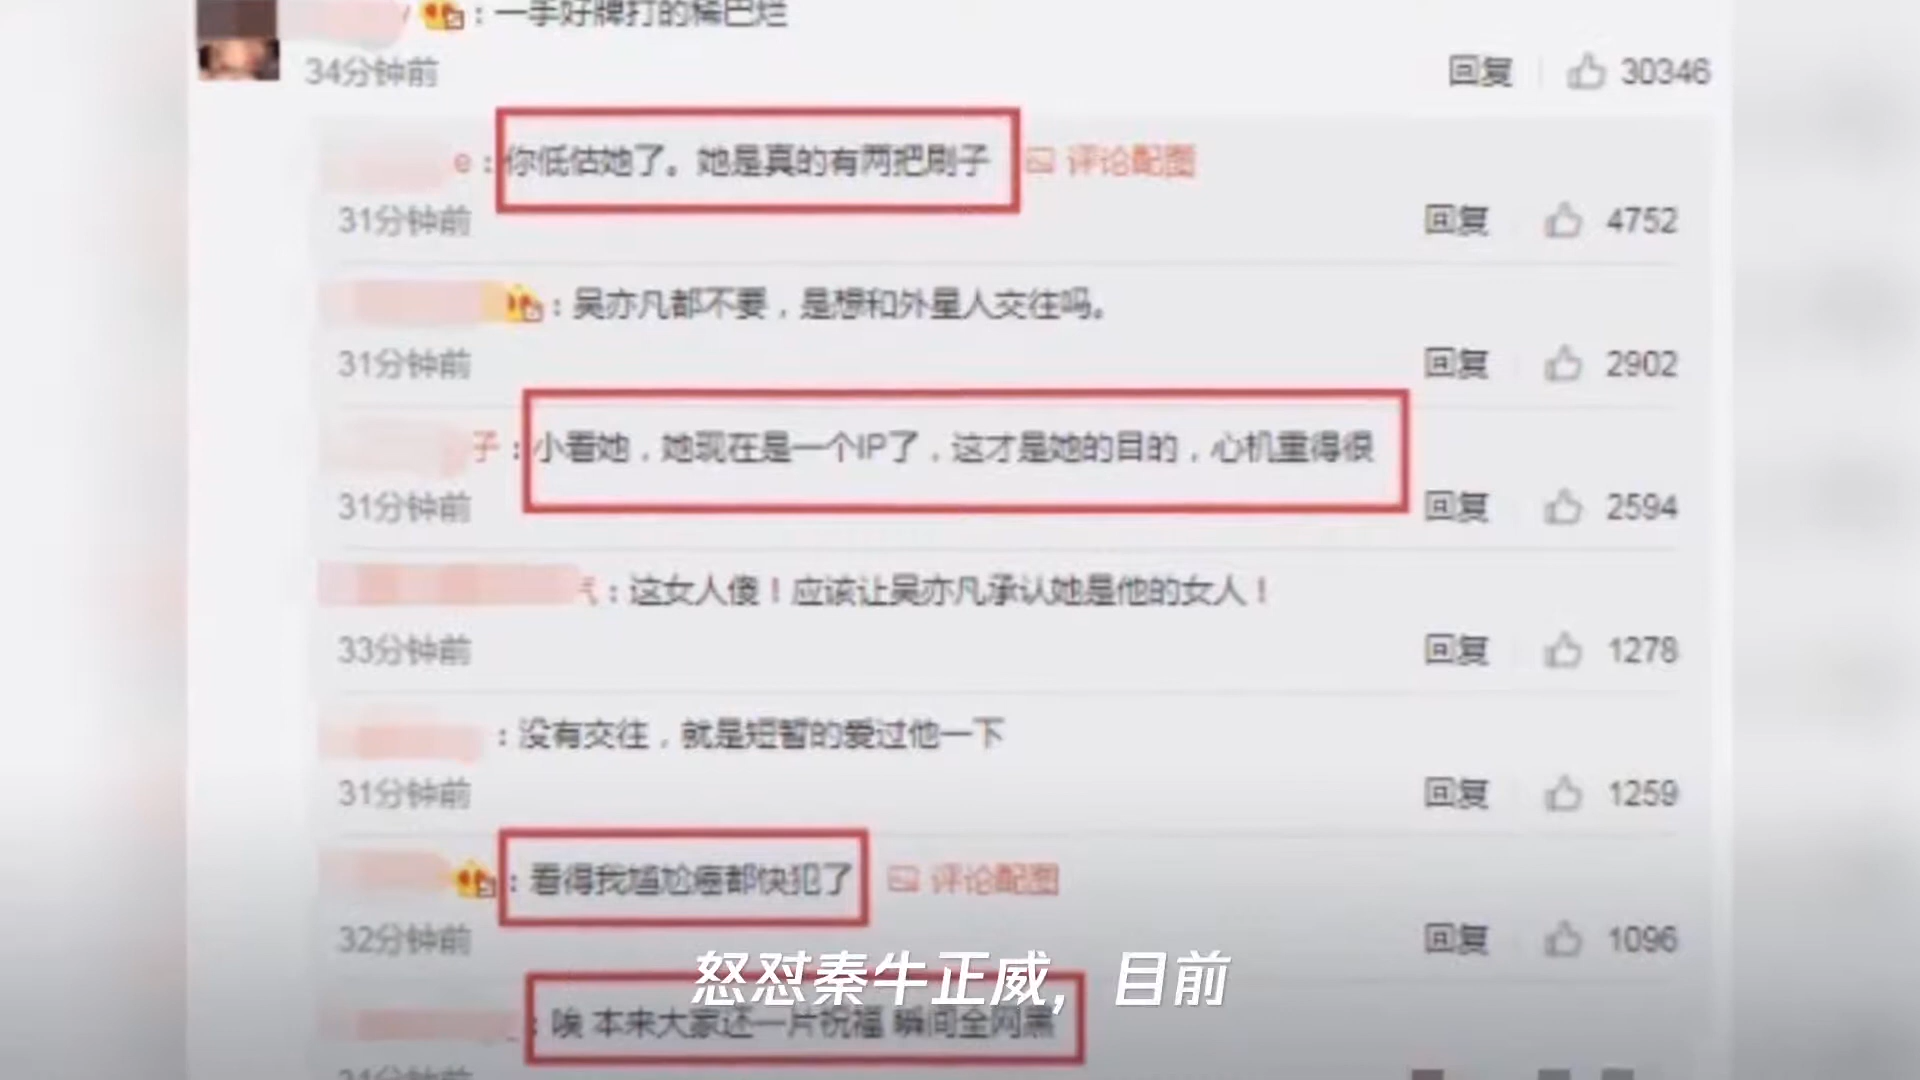 ：一手好牌打的稀巴烂
34分钟前 回复 30346
e：你低估她了。她是真的有两把刷子 评论配图
31分钟前 回复 4752
：吴亦凡都不要，是想和外星人交往吗。
31分钟前 回复 2902
子：小看她，她现在是一个IP了，这才是她的目的，心机重得很
31分钟前 回复 2594
：这女人傻！应该让吴亦凡承认她是他的女人！
33分钟前 回复 1278
：没有交往，就是短暂的爱过他一下
31分钟前 回复 1259
：看得我尴尬癌都快犯了 评论配图
32分钟前 回复 1096
怒怼秦牛正威，目前
：唉 本来大家还一片祝福 瞬间全网黑